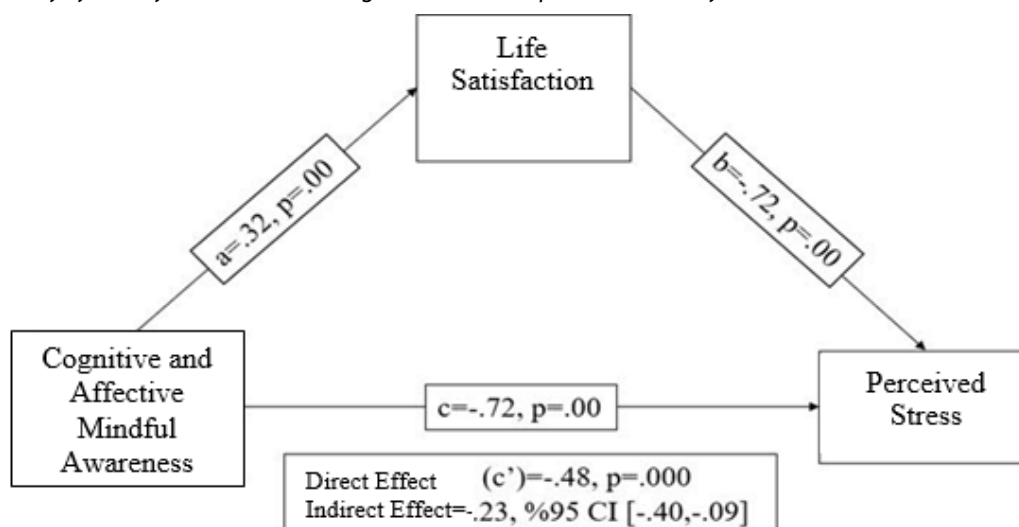 Life
Satisfaction
a=.32, p=.00
b=-.72, p=.00
Cognitive and
Affective
Mindful
Awareness
c=-.72, p=.00
Perceived
Stress
Direct Effect (c’)=-.48, p=.000
Indirect Effect=-.23, %95 CI [-.40,-.09]